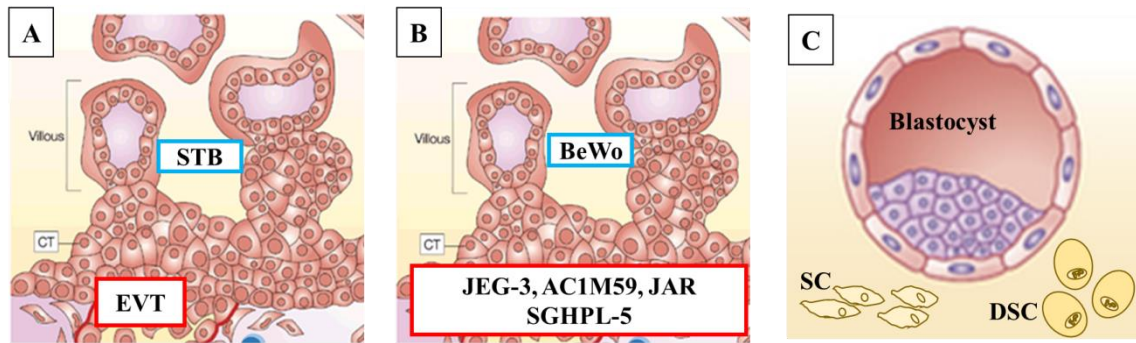 A
Villous
STB
CT
EVT
B
Villous
BeWo
CT
JEG-3, AC1M59, JAR
SGHPL-5
C
Blastocyst
SC
DSC